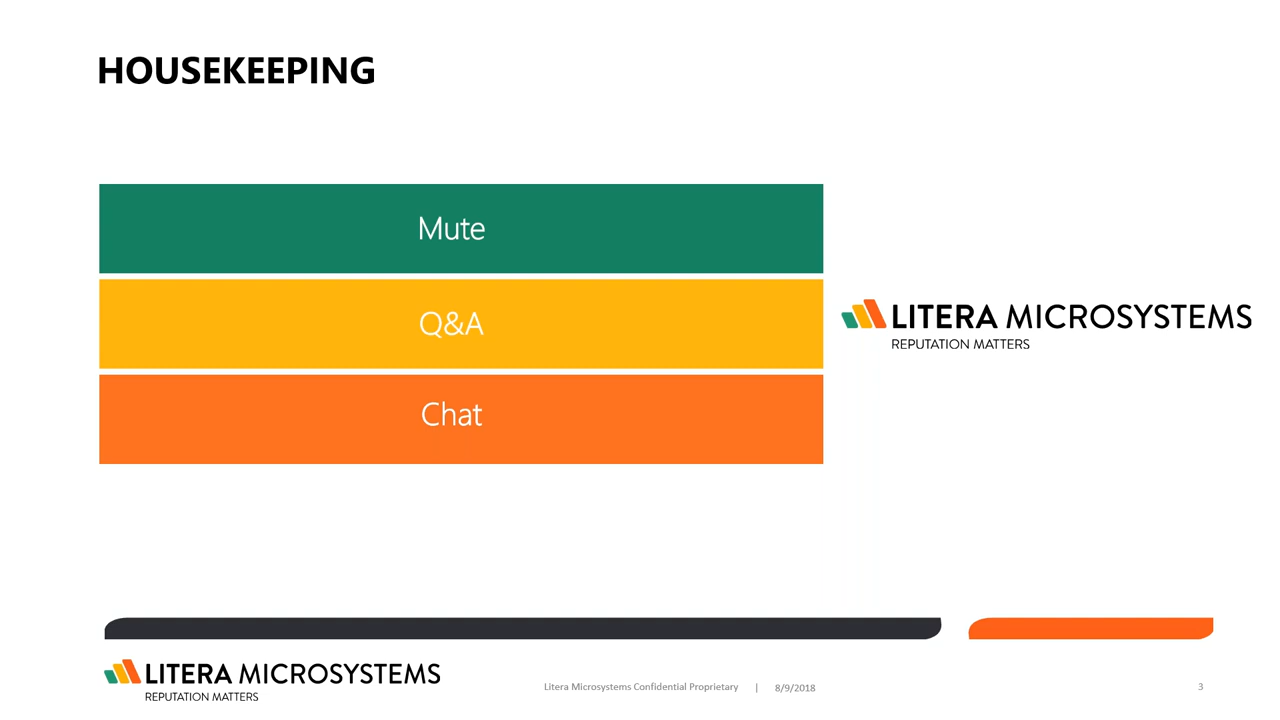 HOUSEKEEPING
Mute
Q&A
Chat
LITERA MICROSYSTEMS
REPUTATION MATTERS
LITERA MICROSYSTEMS
REPUTATION MATTERS
Litera Microsystems Confidential Proprietary | 8/9/2018
3